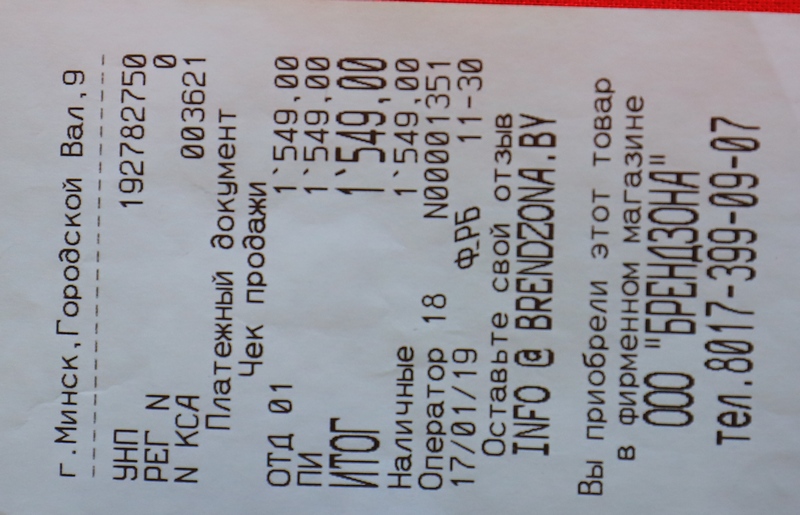 г.Минск,Городской Вал,9
УНП 192782750
РЕГ N 0
N КСА 003621
Платежный документ
Чек продажи
ОТД 01 1`549,00
ПИ 1`549,00
ИТОГ 1`549,00
Наличные 1`549,00
Оператор 18 N00001351
17/01/19 Ф_РБ 11-30
Оставьте свой отзыв
INFO @ BRENDZONA.BY
Вы приобрели этот товар
в фирменном магазине
ООО "БРЕНДЗОНА"
тел.8017-399-09-07